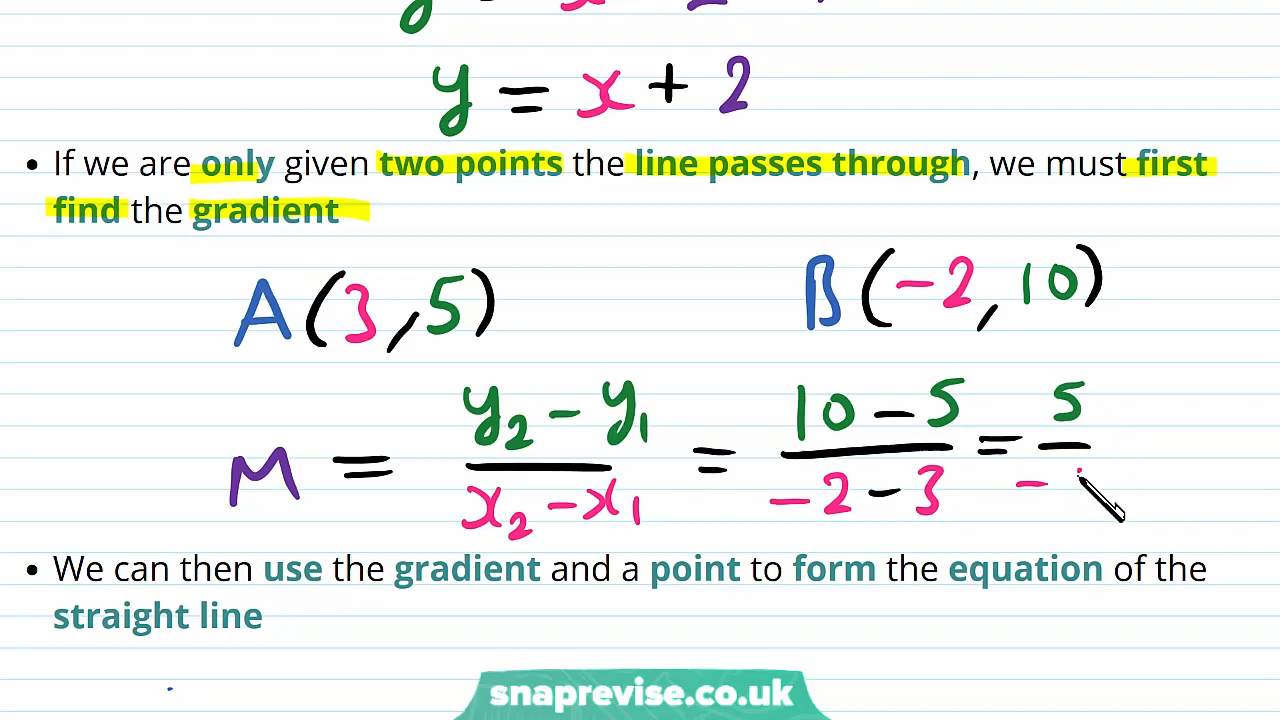 y = x + 2
• If we are only given two points the line passes through, we must first
find the gradient
A(3,5) B(-2,10)
M = y₂ - y₁ / x₂ - x₁ = 10 - 5 / -2 - 3 = 5 / -
• We can then use the gradient and a point to form the equation of the
straight line
snaprevise.co.uk